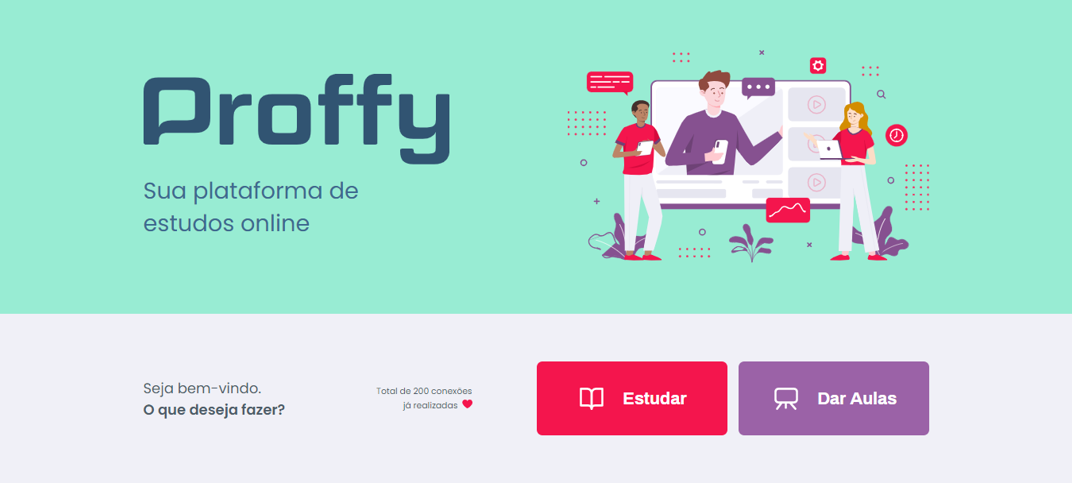 Proffy
Sua plataforma de
estudos online
Seja bem-vindo.
O que deseja fazer?
Total de 200 conexões
já realizadas
Estudar
Dar Aulas